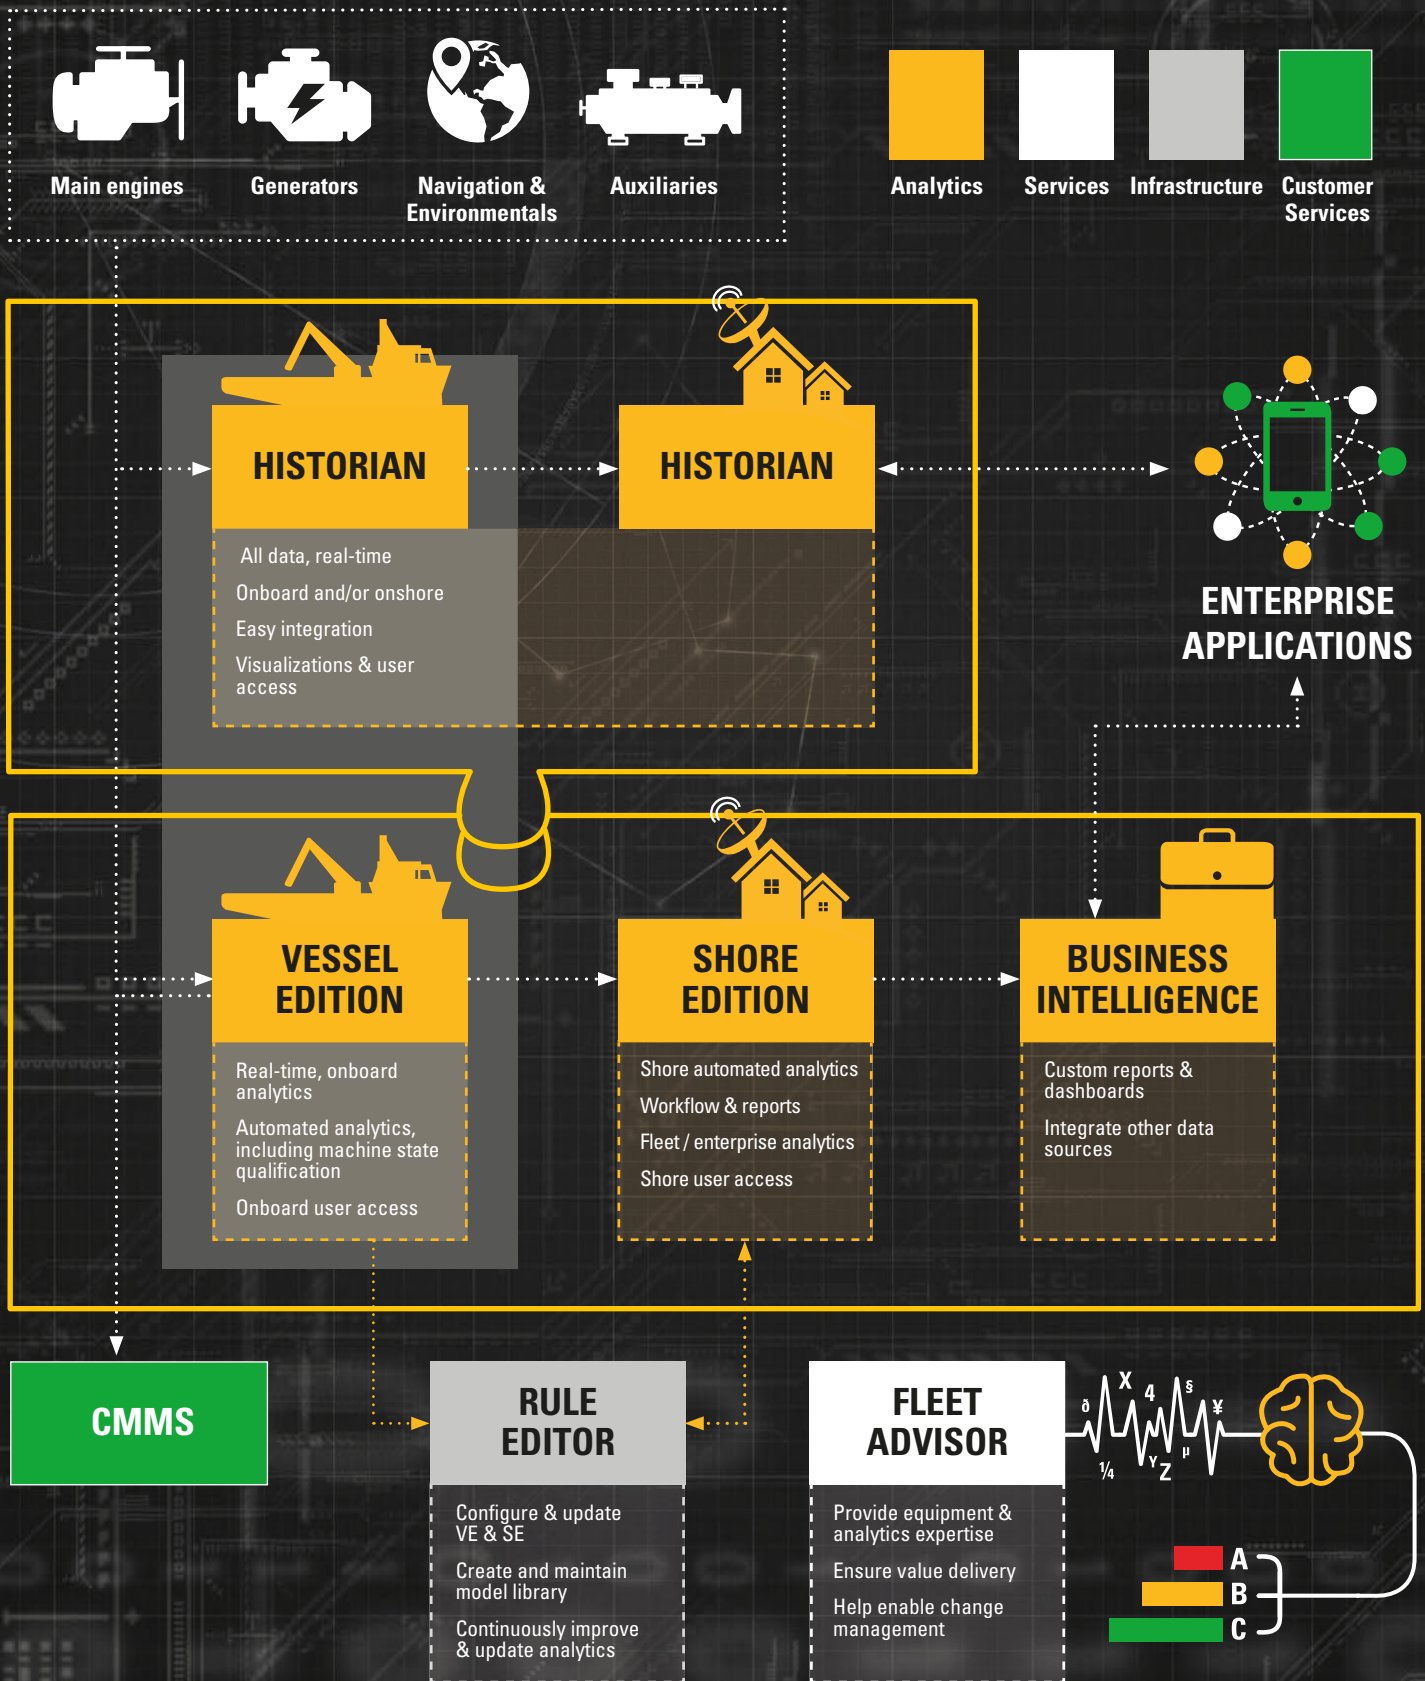 Main engines
Generators
Navigation &
Environmentals
Auxiliaries
Analytics
Services
Infrastructure
Customer
Services
HISTORIAN
HISTORIAN
All data, real-time
Onboard and/or onshore
Easy integration
Visualizations & user
access
ENTERPRISE
APPLICATIONS
VESSEL
EDITION
Real-time, onboard
analytics
Automated analytics,
including machine state
qualification
Onboard user access
SHORE
EDITION
Shore automated analytics
Workflow & reports
Fleet / enterprise analytics
Shore user access
BUSINESS
INTELLIGENCE
Custom reports &
dashboards
Integrate other data
sources
CMMS
RULE
EDITOR
Configure & update
VE & SE
Create and maintain
model library
Continuously improve
& update analytics
FLEET
ADVISOR
Provide equipment &
analytics expertise
Ensure value delivery
Help enable change
management
ð X 4 § ¥
¼ Y Z µ
A
B
C